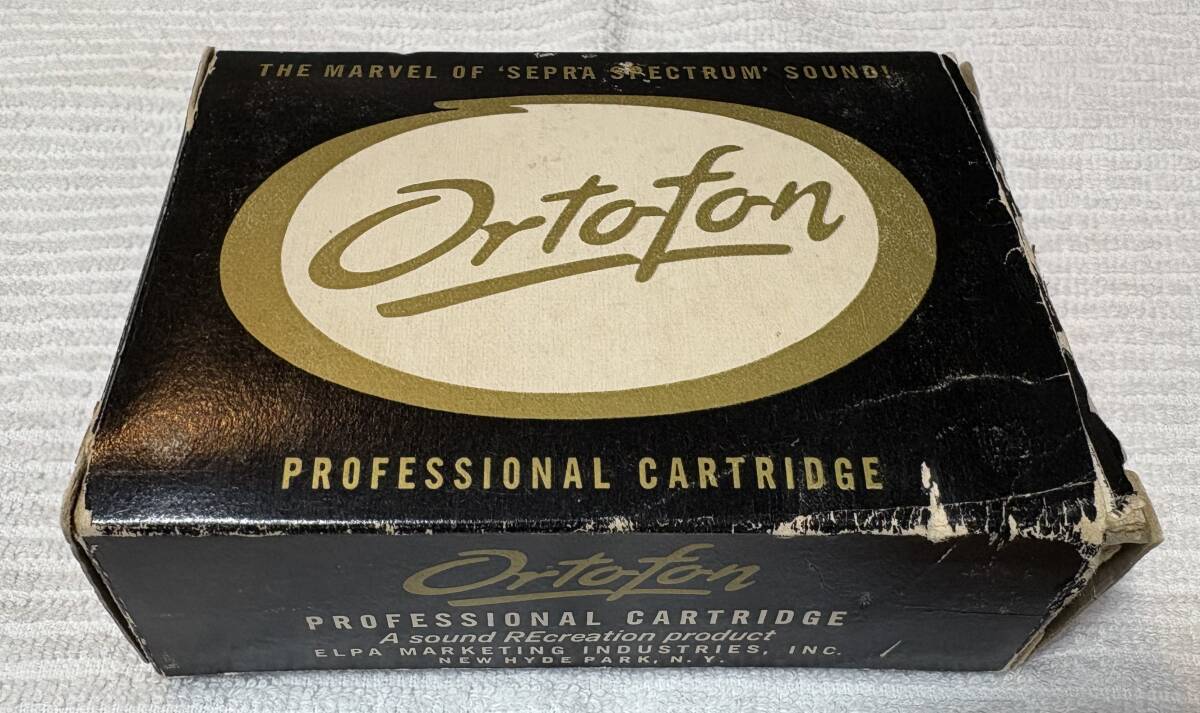 THE MARVEL OF 'SEPRA SPECTRUM' SOUND!
Ortofon
PROFESSIONAL CARTRIDGE
Ortofon
PROFESSIONAL CARTRIDGE
A sound REcreation product
ELPA MARKETING INDUSTRIES, INC.
NEW HYDE PARK, N.Y.